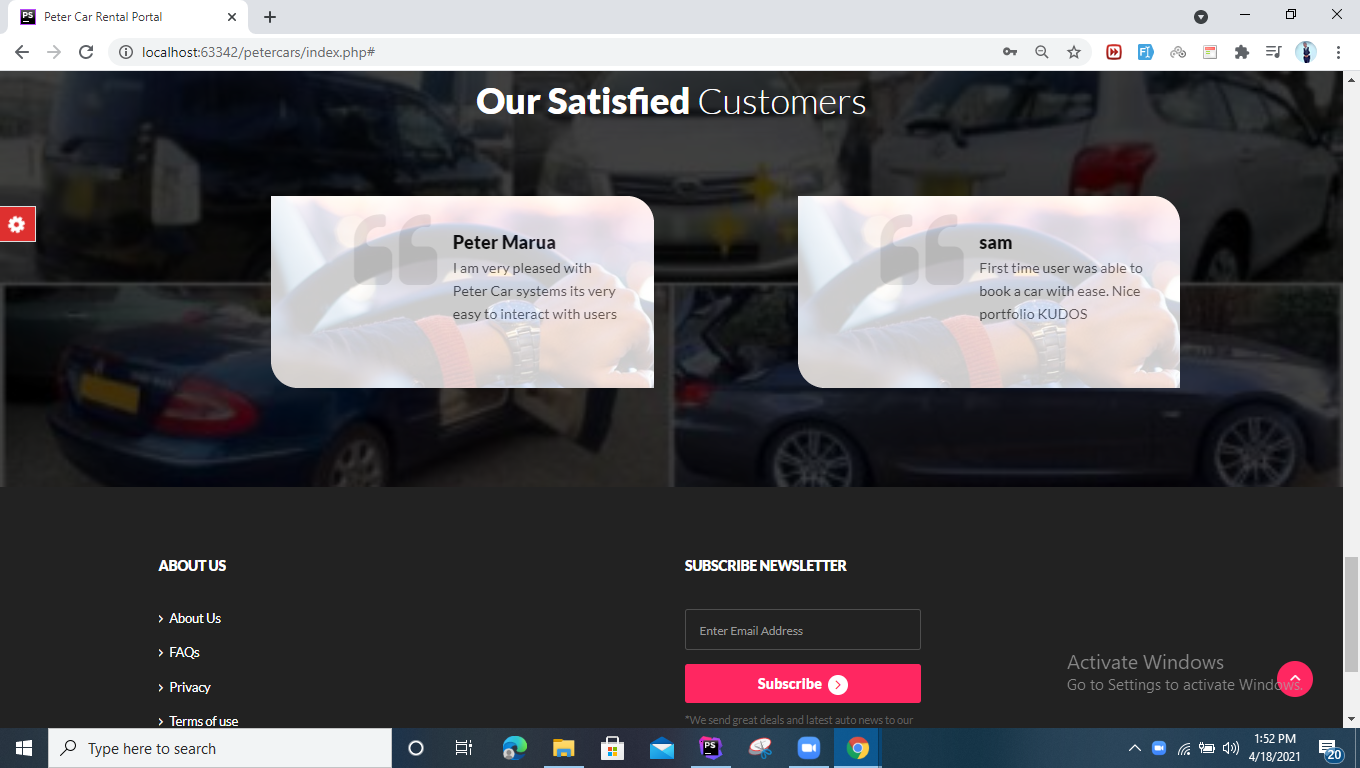 Peter Car Rental Portal
localhost:63342/petercars/index.php#
Our Satisfied Customers
Peter Marua
I am very pleased with
Peter Car systems its very
easy to interact with users
sam
First time user was able to
book a car with ease. Nice
portfolio KUDOS
ABOUT US
About Us
FAQs
Privacy
Terms of use
SUBSCRIBE NEWSLETTER
Enter Email Address
Subscribe
*We send great deals and latest auto news to our
Activate Windows
Go to Settings to activate Windows.
Type here to search
PS
1:52 PM
4/18/2021
20